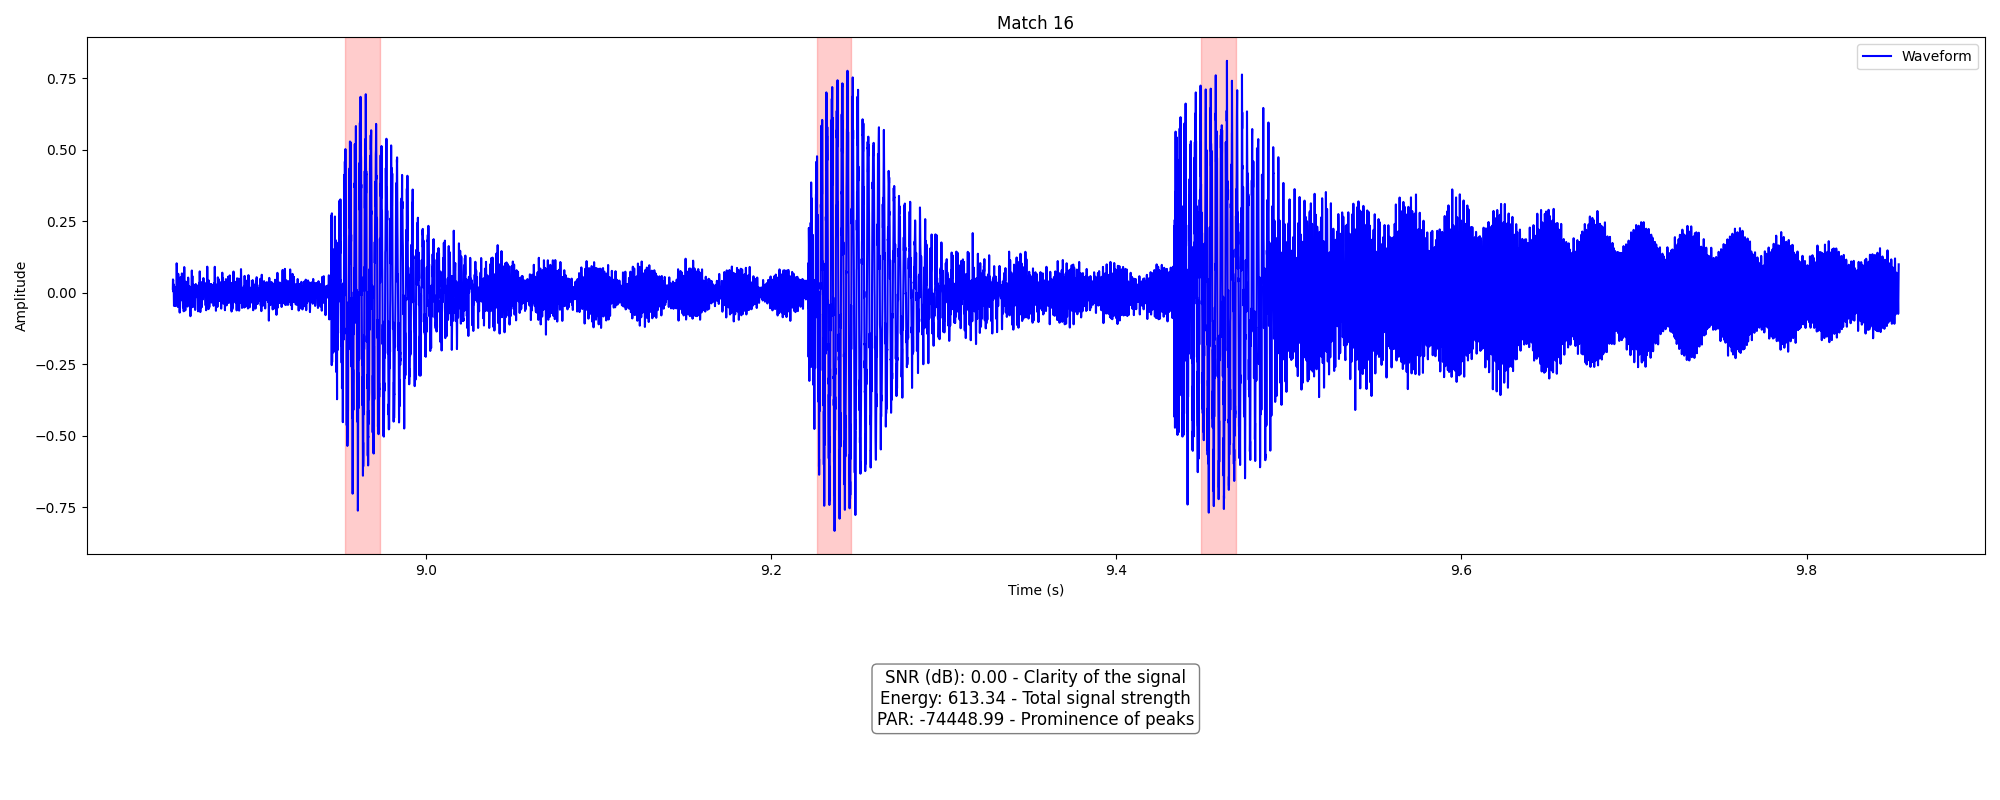 Match 16
Waveform
Amplitude
0.75
0.50
0.25
0.00
−0.25
−0.50
−0.75
9.0 9.2 9.4 9.6 9.8
Time (s)
SNR (dB): 0.00 - Clarity of the signal
Energy: 613.34 - Total signal strength
PAR: -74448.99 - Prominence of peaks